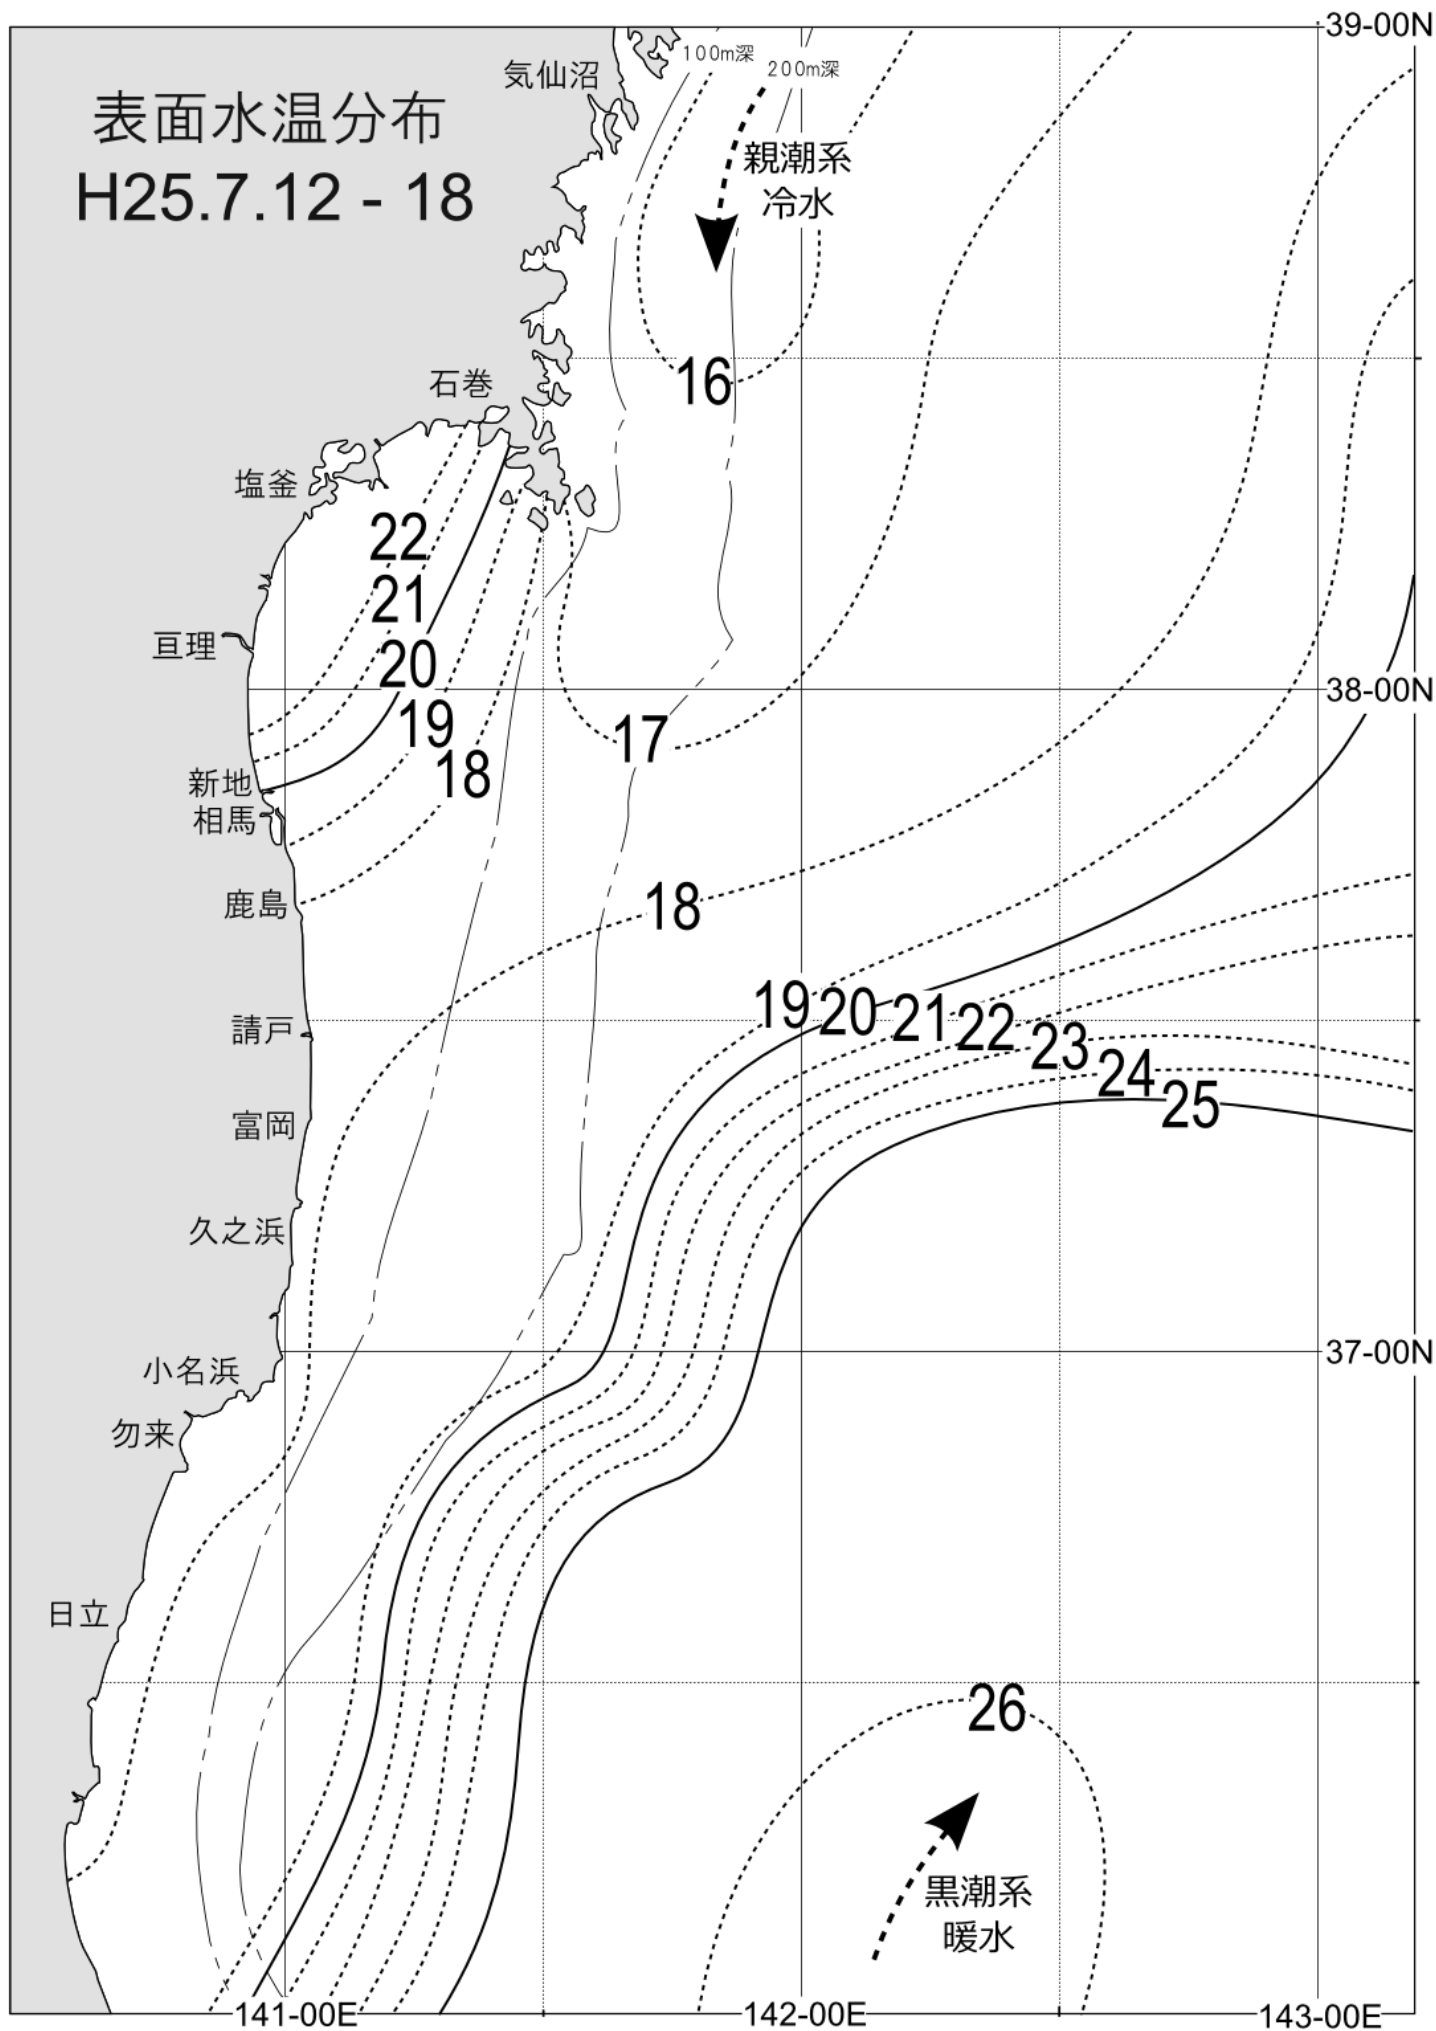 39-00N
100m深
200m深
気仙沼
表面水温分布
H25.7.12 - 18
親潮系
冷水
16
石巻
塩釜
22
21
亘理
20
38-00N
19
17
18
新地
相馬
鹿島
18
19
20
21
22
請戸
23
24
25
富岡
久之浜
37-00N
小名浜
勿来
日立
26
黒潮系
暖水
141-00E
142-00E
143-00E